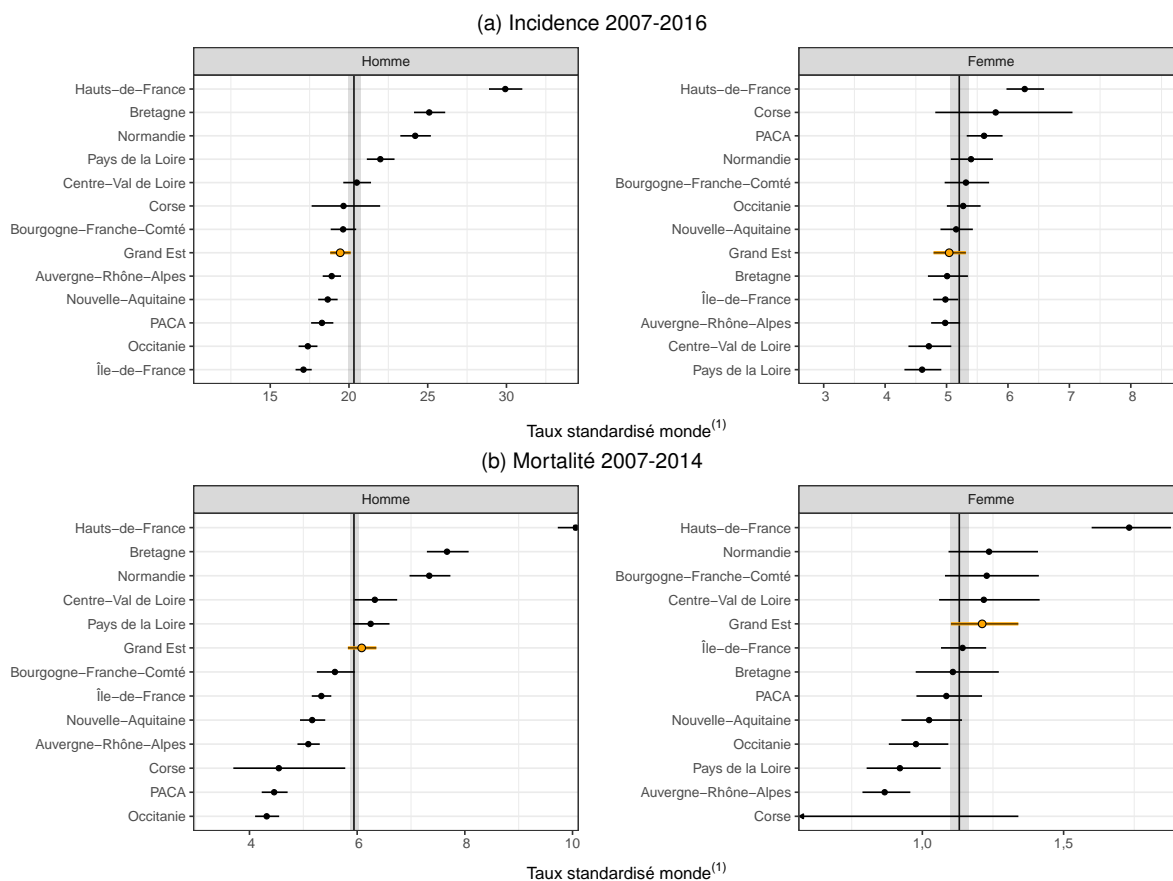 (a) Incidence 2007-2016
Homme
Hauts−de−France
Bretagne
Normandie
Pays de la Loire
Centre−Val de Loire
Corse
Bourgogne−Franche−Comté
Grand Est
Auvergne−Rhône−Alpes
Nouvelle−Aquitaine
PACA
Occitanie
Île−de−France
15 20 25 30
Femme
Hauts−de−France
Corse
PACA
Normandie
Bourgogne−Franche−Comté
Occitanie
Nouvelle−Aquitaine
Grand Est
Bretagne
Île−de−France
Auvergne−Rhône−Alpes
Centre−Val de Loire
Pays de la Loire
3 4 5 6 7 8
Taux standardisé monde(1)
(b) Mortalité 2007-2014
Homme
Hauts−de−France
Bretagne
Normandie
Centre−Val de Loire
Pays de la Loire
Grand Est
Bourgogne−Franche−Comté
Île−de−France
Nouvelle−Aquitaine
Auvergne−Rhône−Alpes
Corse
PACA
Occitanie
4 6 8 10
Femme
Hauts−de−France
Normandie
Bourgogne−Franche−Comté
Centre−Val de Loire
Grand Est
Île−de−France
Bretagne
PACA
Nouvelle−Aquitaine
Occitanie
Pays de la Loire
Auvergne−Rhône−Alpes
Corse
1,0 1,5
Taux standardisé monde(1)